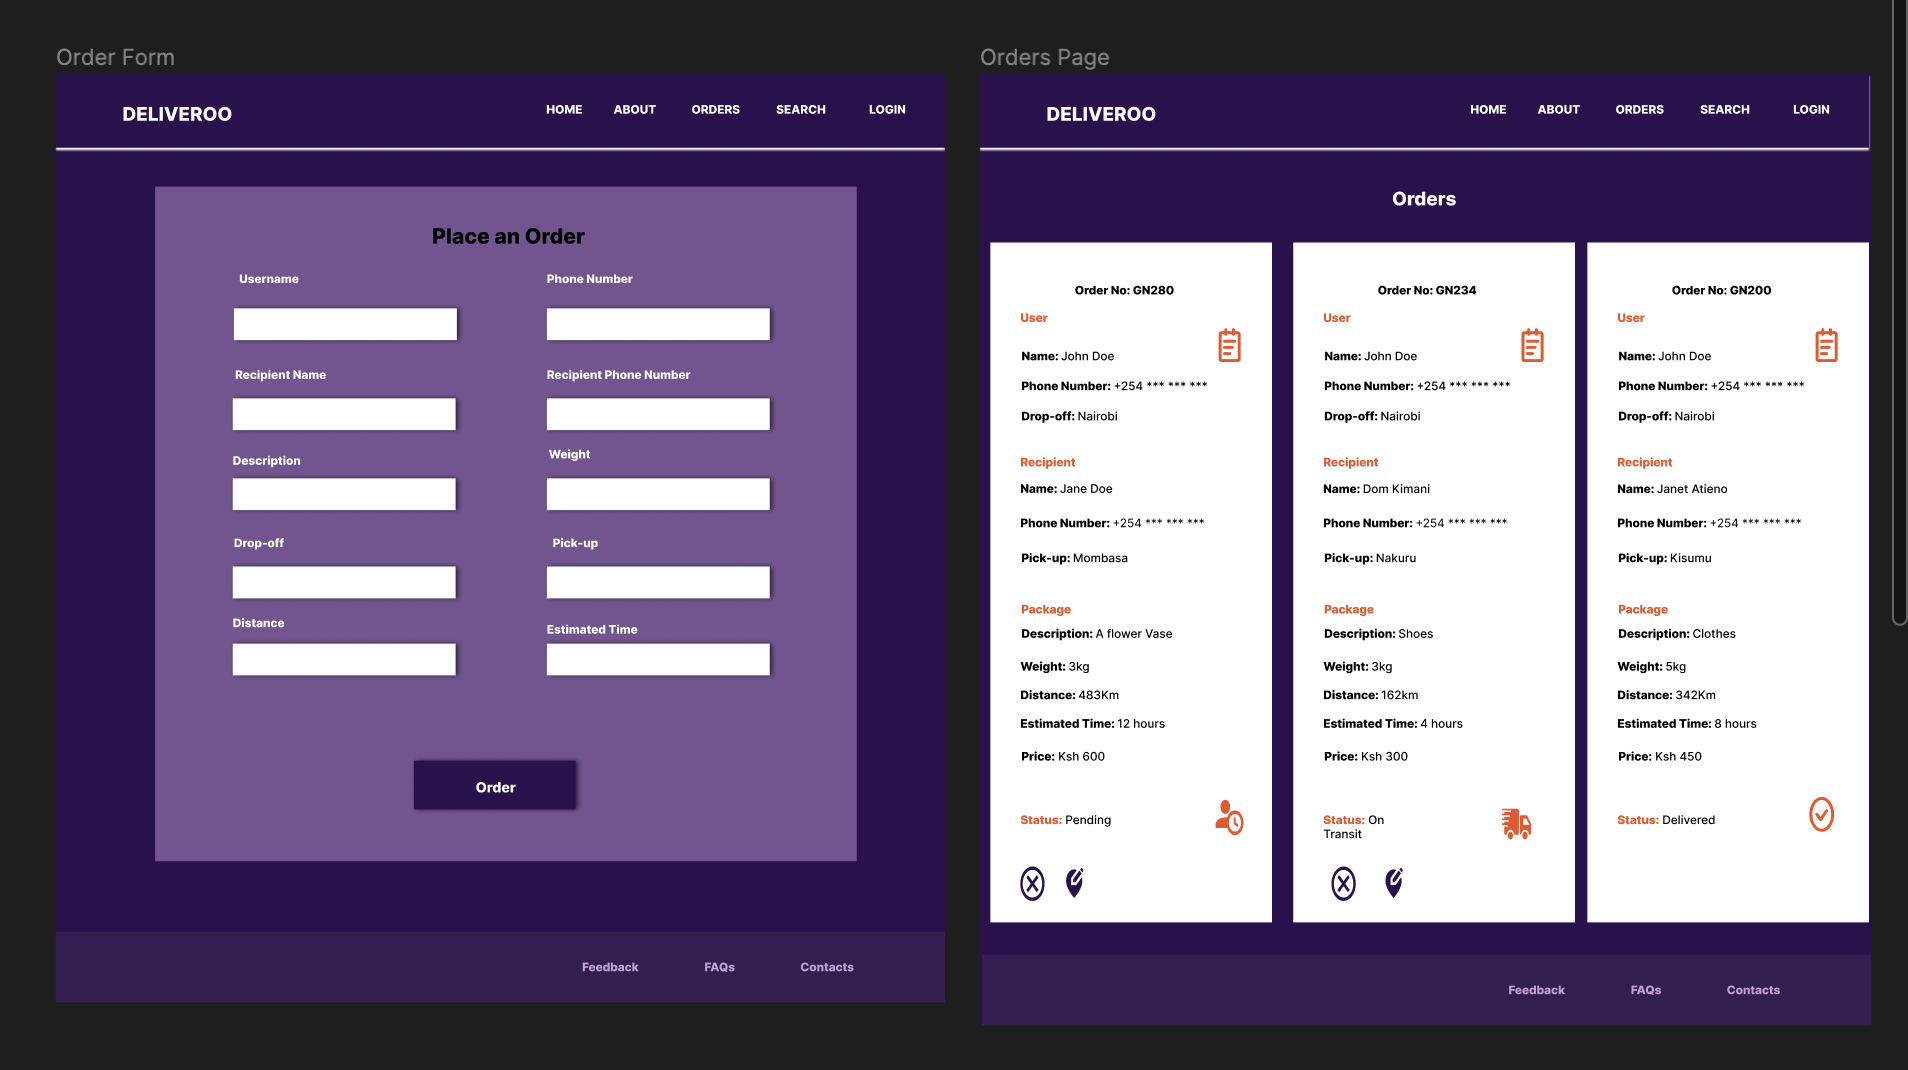 Order Form
DELIVEROO
HOME ABOUT ORDERS SEARCH LOGIN
Place an Order
Username Phone Number
Recipient Name Recipient Phone Number
Description Weight
Drop-off Pick-up
Distance Estimated Time
Order
Feedback FAQs Contacts
Orders Page
DELIVEROO
HOME ABOUT ORDERS SEARCH LOGIN
Orders
Order No: GN280
User
Name: John Doe
Phone Number: +254 *** *** ***
Drop-off: Nairobi
Recipient
Name: Jane Doe
Phone Number: +254 *** *** ***
Pick-up: Mombasa
Package
Description: A flower Vase
Weight: 3kg
Distance: 483Km
Estimated Time: 12 hours
Price: Ksh 600
Status: Pending
Order No: GN234
User
Name: John Doe
Phone Number: +254 *** *** ***
Drop-off: Nairobi
Recipient
Name: Dom Kimani
Phone Number: +254 *** *** ***
Pick-up: Nakuru
Package
Description: Shoes
Weight: 3kg
Distance: 162km
Estimated Time: 4 hours
Price: Ksh 300
Status: On
Transit
Order No: GN200
User
Name: John Doe
Phone Number: +254 *** *** ***
Drop-off: Nairobi
Recipient
Name: Janet Atieno
Phone Number: +254 *** *** ***
Pick-up: Kisumu
Package
Description: Clothes
Weight: 5kg
Distance: 342Km
Estimated Time: 8 hours
Price: Ksh 450
Status: Delivered
Feedback FAQs Contacts